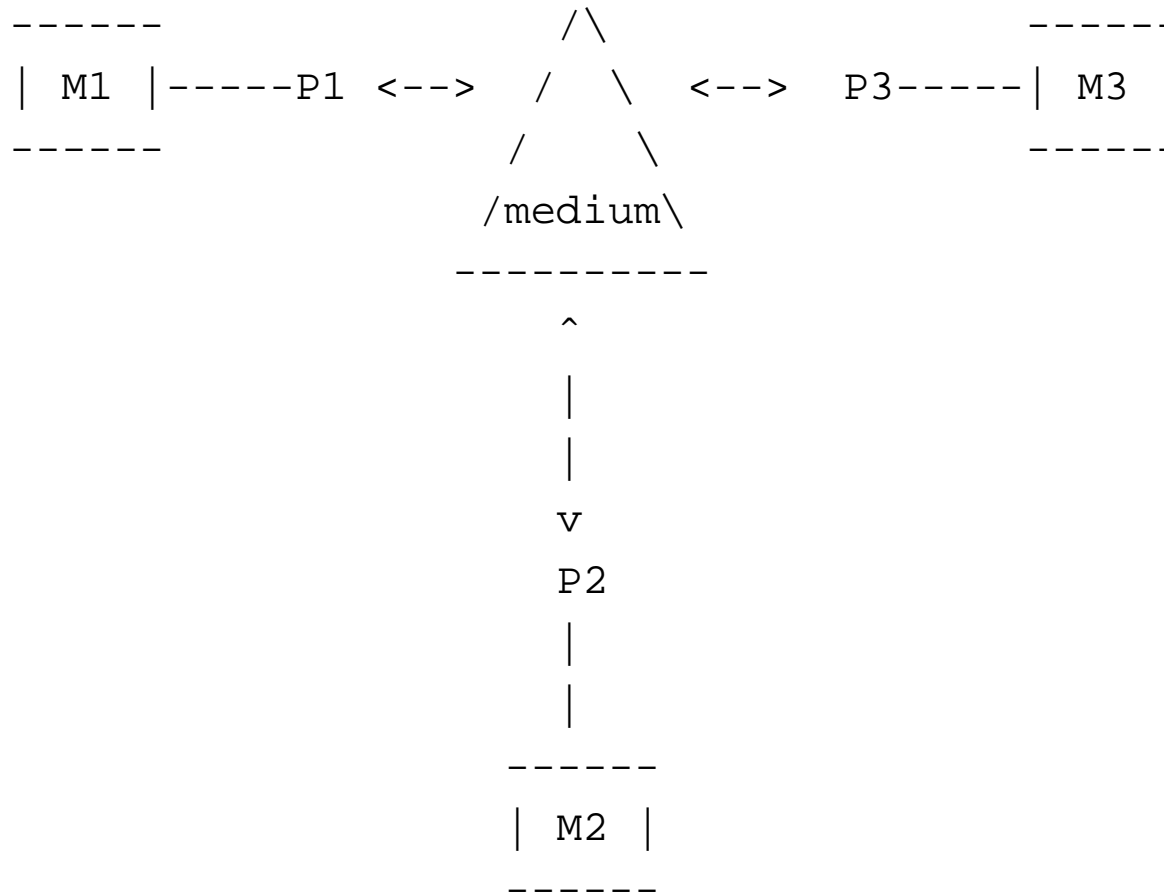 ------ /\ ------
| M1 |-----P1 <--> / \ <--> P3-----| M3
------ / \ ------
/medium\
----------
^
|
|
v
P2
|
|
------
| M2 |
------